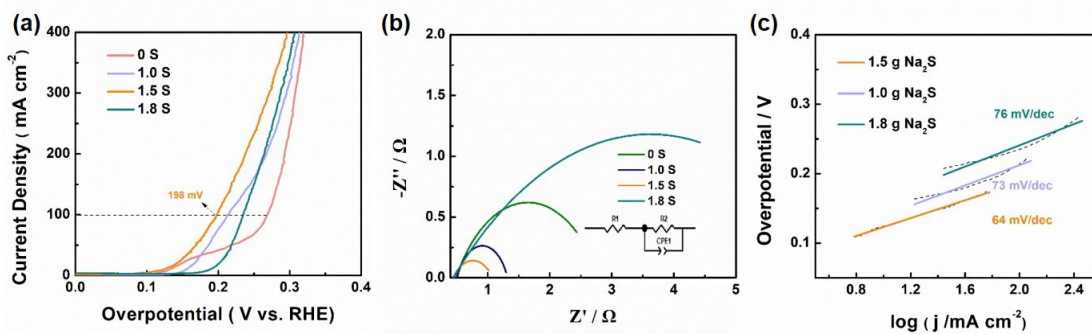 (a)
400
300
200
100
0
Current Density ( mA cm⁻²)
0 S
1.0 S
1.5 S
1.8 S
198 mV
0.0 0.1 0.2 0.3 0.4
Overpotential ( V vs. RHE)
(b)
2.0
1.5
1.0
0.5
0.0
-Z'' / Ω
0 S
1.0 S
1.5 S
1.8 S
R1 R2
CPE1
1 2 3 4 5
Z' / Ω
(c)
0.4
0.3
0.2
0.1
Overpotential / V
1.5 g Na₂S
1.0 g Na₂S
1.8 g Na₂S
76 mV/dec
73 mV/dec
64 mV/dec
0.8 1.2 1.6 2.0 2.4
log ( j /mA cm⁻²)